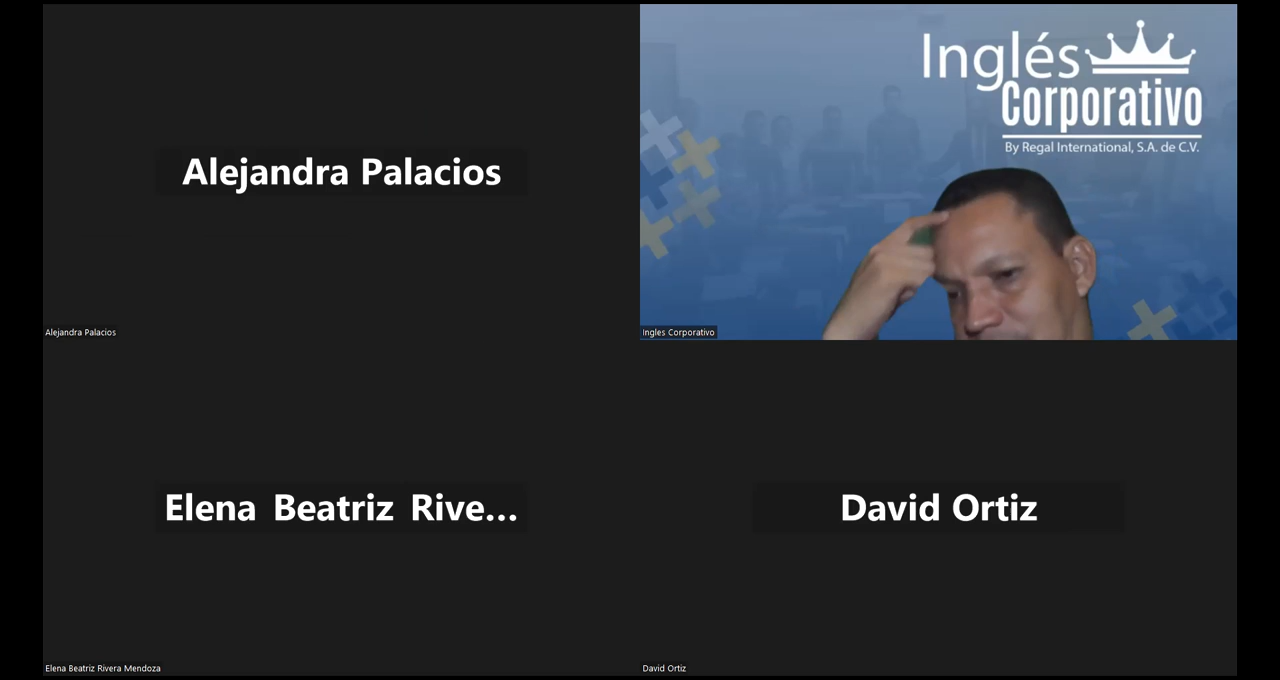 Alejandra Palacios
Alejandra Palacios
Inglés
Corporativo
By Regal International, S.A. de C.V.
Ingles Corporativo
Elena Beatriz Rive...
Elena Beatriz Rivera Mendoza
David Ortiz
David Ortiz